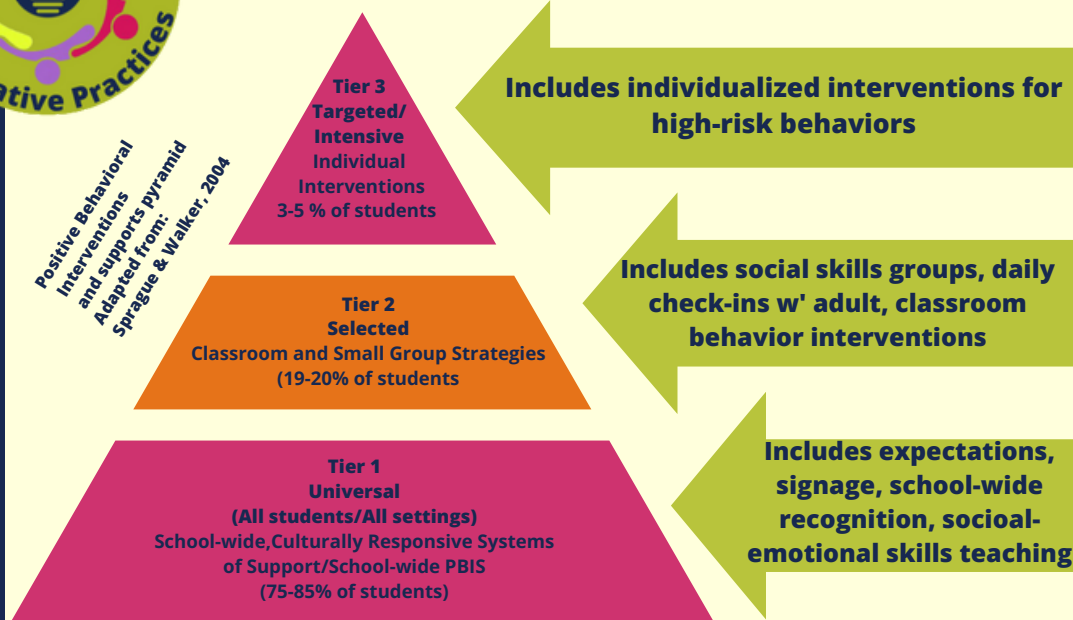 Practices
Positive Behavioral
Interventions
and supports pyramid
Adapted from:
Sprague & Walker, 2004
Tier 3
Targeted/
Intensive
Individual
Interventions
3-5 % of students
Includes individualized interventions for
high-risk behaviors
Tier 2
Selected
Classroom and Small Group Strategies
(19-20% of students
Includes social skills groups, daily
check-ins w' adult, classroom
behavior interventions
Tier 1
Universal
(All students/All settings)
School-wide,Culturally Responsive Systems
of Support/School-wide PBIS
(75-85% of students)
Includes expectations,
signage, school-wide
recognition, socioal-
emotional skills teaching